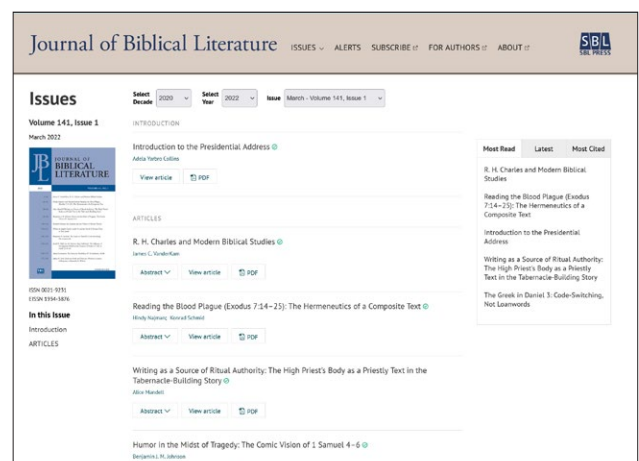 Journal of Biblical Literature
ISSUES
ALERTS
SUBSCRIBE
FOR AUTHORS
ABOUT
SBL
SBL PRESS
Issues
Volume 141, Issue 1
March 2022
JBL
JOURNAL OF
BIBLICAL
LITERATURE
ISSN 0021-9231
EISSN 1934-3876
In this Issue
Introduction
ARTICLES
Select Decade
2020
Select Year
2022
Issue
March - Volume 141, Issue 1
INTRODUCTION
Introduction to the Presidential Address
Adela Yarbro Collins
View article
PDF
ARTICLES
R. H. Charles and Modern Biblical Studies
James C. VanderKam
Abstract
View article
PDF
Reading the Blood Plague (Exodus 7:14–25): The Hermeneutics of a Composite Text
Hindy Najman; Konrad Schmid
Abstract
View article
PDF
Writing as a Source of Ritual Authority: The High Priest's Body as a Priestly Text in the
Tabernacle-Building Story
Alice Mandell
Abstract
View article
PDF
Humor in the Midst of Tragedy: The Comic Vision of 1 Samuel 4–6
Benjamin J. M. Johnson
Most Read
Latest
Most Cited
R. H. Charles and Modern Biblical
Studies
Reading the Blood Plague (Exodus
7:14–25): The Hermeneutics of a
Composite Text
Introduction to the Presidential
Address
Writing as a Source of Ritual Authority:
The High Priest's Body as a Priestly
Text in the Tabernacle-Building Story
The Greek in Daniel 3: Code-Switching,
Not Loanwords